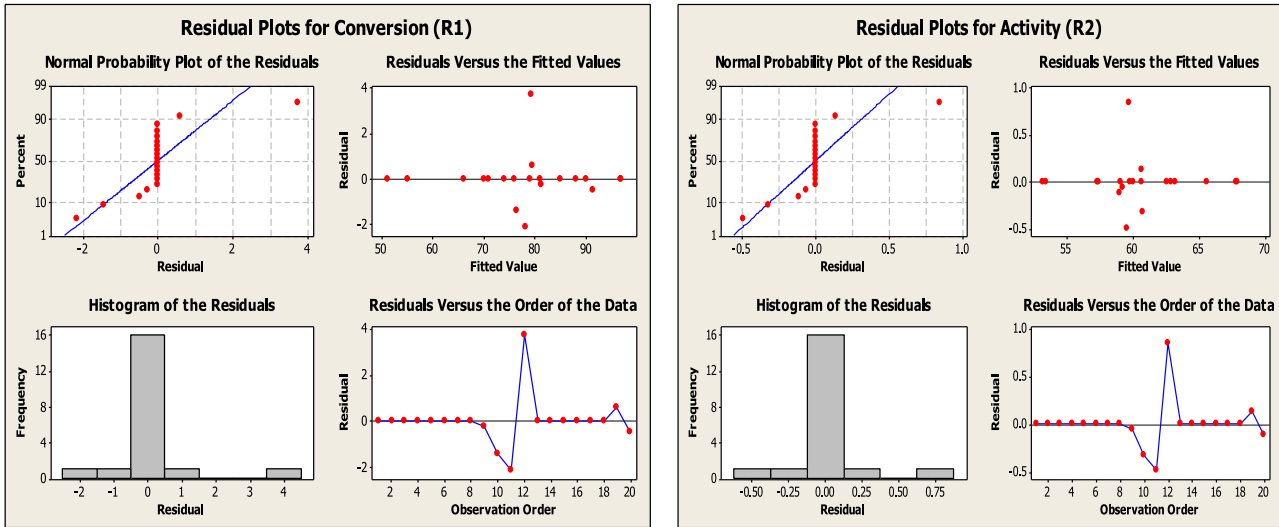 Residual Plots for Conversion (R1)
Normal Probability Plot of the Residuals
99
90
50
10
1
Percent
-2 0 2 4
Residual
Residuals Versus the Fitted Values
4
2
0
-2
Residual
50 60 70 80 90
Fitted Value
Histogram of the Residuals
16
12
8
4
0
Frequency
-2 -1 0 1 2 3 4
Residual
Residuals Versus the Order of the Data
4
2
0
-2
Residual
2 4 6 8 10 12 14 16 18 20
Observation Order
Residual Plots for Activity (R2)
Normal Probability Plot of the Residuals
99
90
50
10
1
Percent
-0.5 0.0 0.5 1.0
Residual
Residuals Versus the Fitted Values
1.0
0.5
0.0
-0.5
Residual
55 60 65 70
Fitted Value
Histogram of the Residuals
16
12
8
4
0
Frequency
-0.50 -0.25 0.00 0.25 0.50 0.75
Residual
Residuals Versus the Order of the Data
1.0
0.5
0.0
-0.5
Residual
2 4 6 8 10 12 14 16 18 20
Observation Order